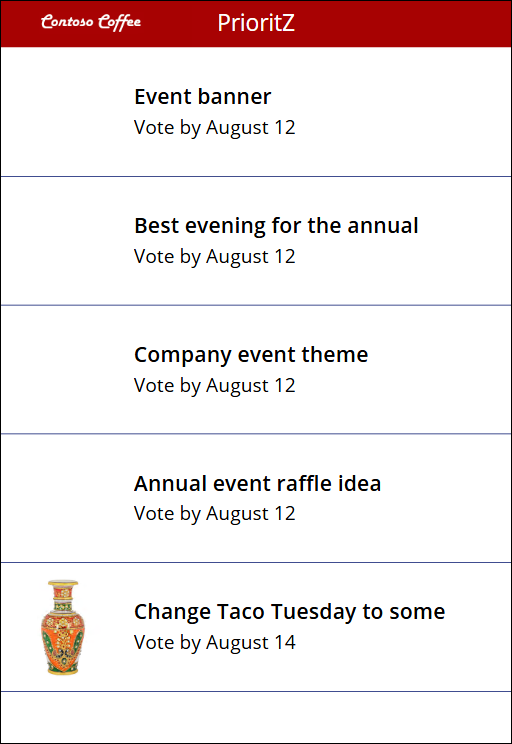 Contoso Coffee
PrioritZ
Event banner
Vote by August 12
Best evening for the annual
Vote by August 12
Company event theme
Vote by August 12
Annual event raffle idea
Vote by August 12
Change Taco Tuesday to some
Vote by August 14